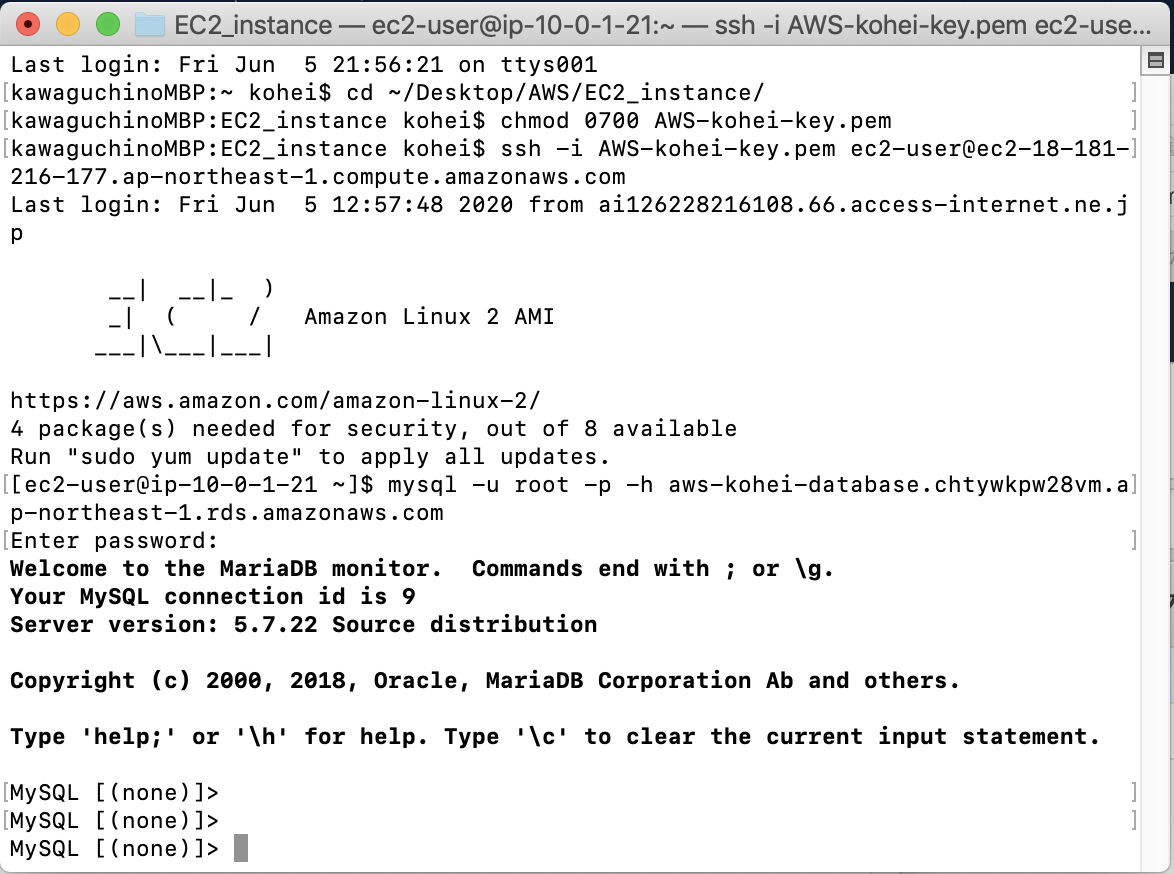 EC2_instance — ec2-user@ip-10-0-1-21:~ — ssh -i AWS-kohei-key.pem ec2-use...
Last login: Fri Jun  5 21:56:21 on ttys001
[kawaguchinoMBP:~ kohei$ cd ~/Desktop/AWS/EC2_instance/ ]
[kawaguchinoMBP:EC2_instance kohei$ chmod 0700 AWS-kohei-key.pem ]
[kawaguchinoMBP:EC2_instance kohei$ ssh -i AWS-kohei-key.pem ec2-user@ec2-18-181-]
216-177.ap-northeast-1.compute.amazonaws.com
Last login: Fri Jun  5 12:57:48 2020 from ai126228216108.66.access-internet.ne.j
p
       __|  __|_  )
       _|  (     /   Amazon Linux 2 AMI
      ___|\___|___|
https://aws.amazon.com/amazon-linux-2/
4 package(s) needed for security, out of 8 available
Run "sudo yum update" to apply all updates.
[[ec2-user@ip-10-0-1-21 ~]$ mysql -u root -p -h aws-kohei-database.chtywkpw28vm.a]
p-northeast-1.rds.amazonaws.com
[Enter password: ]
Welcome to the MariaDB monitor.  Commands end with ; or \g.
Your MySQL connection id is 9
Server version: 5.7.22 Source distribution
Copyright (c) 2000, 2018, Oracle, MariaDB Corporation Ab and others.
Type 'help;' or '\h' for help. Type '\c' to clear the current input statement.
[MySQL [(none)]> ]
[MySQL [(none)]> ]
MySQL [(none)]>